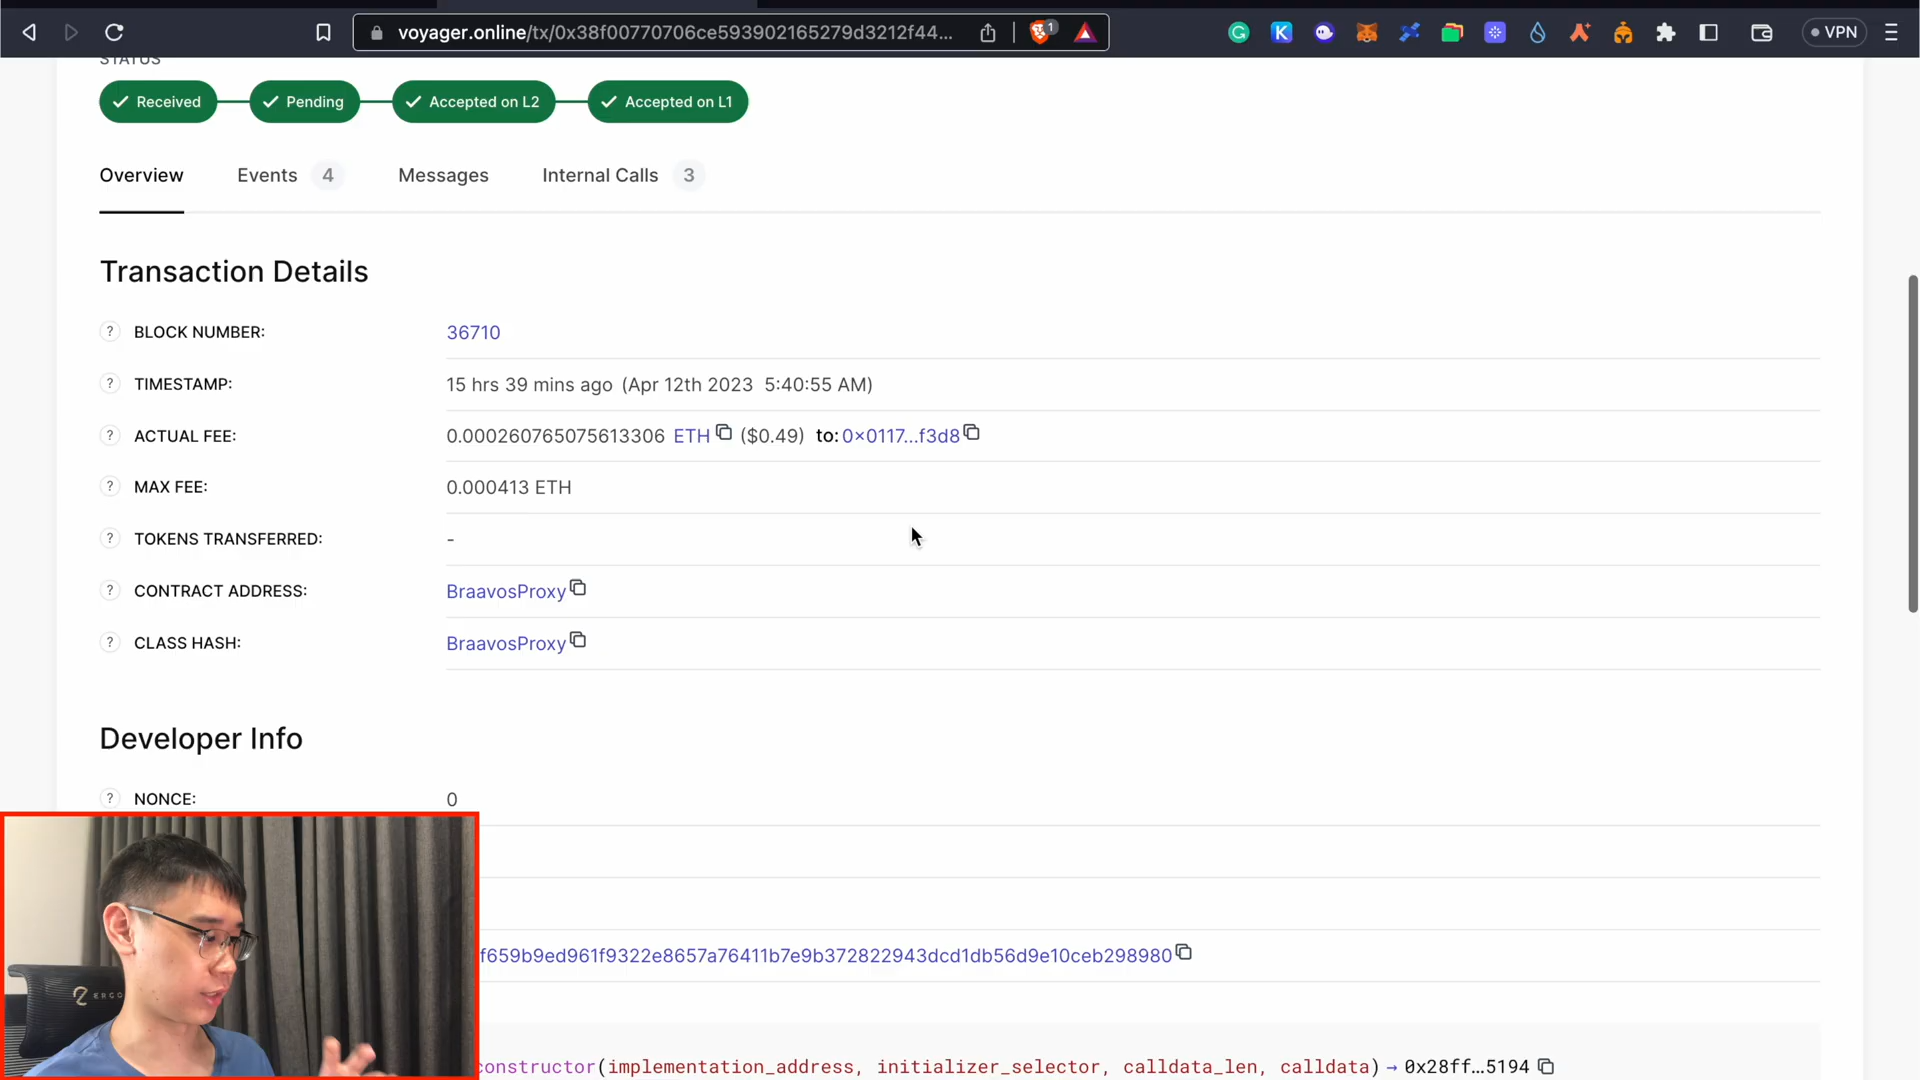 voyager.online/tx/0x38f00770706ce593902165279d3212f44...
1
VPN
STATUS
Received
Pending
Accepted on L2
Accepted on L1
Overview
Events 4
Messages
Internal Calls 3
Transaction Details
? BLOCK NUMBER: 36710
? TIMESTAMP: 15 hrs 39 mins ago (Apr 12th 2023 5:40:55 AM)
? ACTUAL FEE: 0.000260765075613306 ETH ($0.49) to: 0x0117...f3d8
? MAX FEE: 0.000413 ETH
? TOKENS TRANSFERRED: -
? CONTRACT ADDRESS: BraavosProxy
? CLASS HASH: BraavosProxy
Developer Info
? NONCE: 0
f659b9ed961f9322e8657a76411b7e9b372822943dcd1db56d9e10ceb298980
ERGO
constructor(implementation_address, initializer_selector, calldata_len, calldata) → 0x28ff...5194